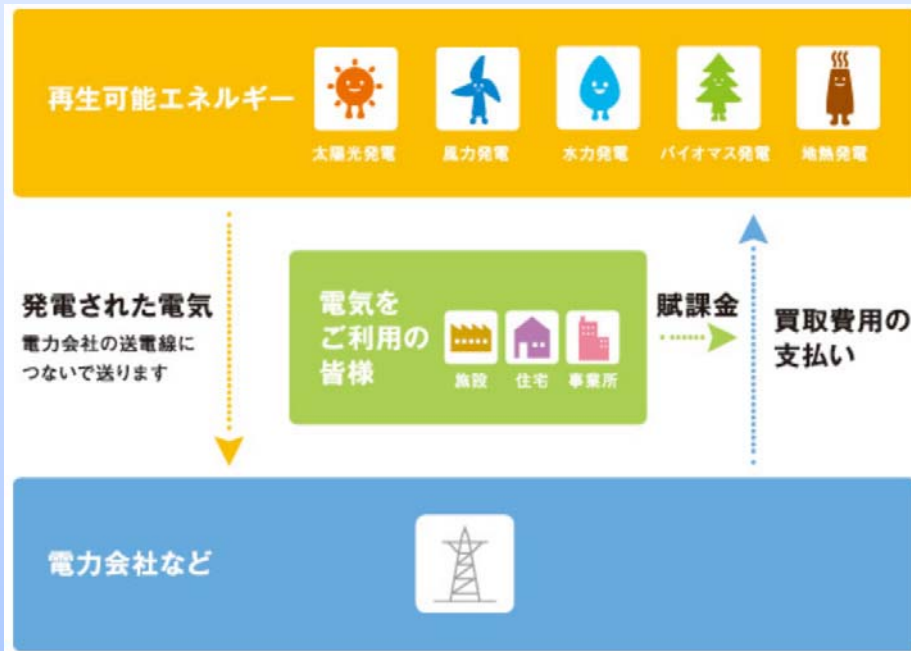 再生可能エネルギー
太陽光発電
風力発電
水力発電
バイオマス発電
地熱発電
発電された電気
電力会社の送電線に
つないで送ります
電気を
ご利用の
皆様
施設
住宅
事業所
賦課金
買取費用の
支払い
電力会社など